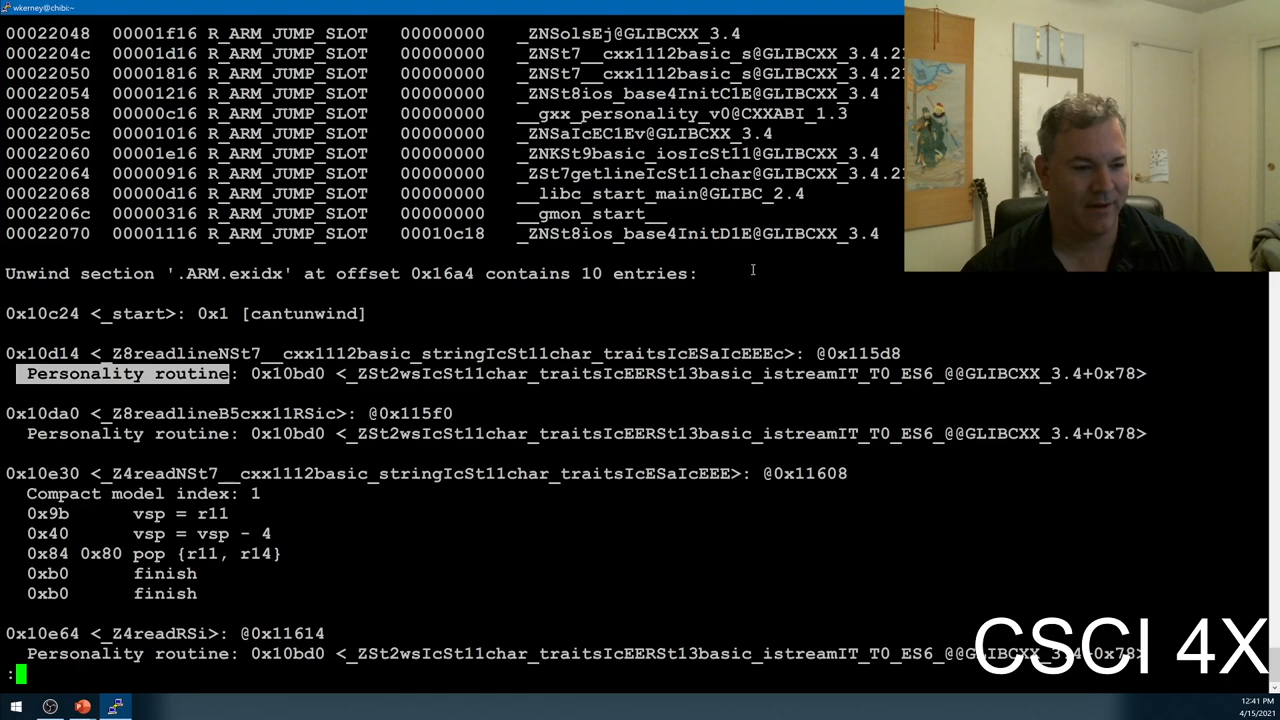 wkerney@chibi:~
00022048 00001f16 R_ARM_JUMP_SLOT 00000000 _ZNSolsEj@GLIBCXX_3.4
0002204c 00001d16 R_ARM_JUMP_SLOT 00000000 _ZNSt7__cxx1112basic_s@GLIBCXX_3.4.21
00022050 00001816 R_ARM_JUMP_SLOT 00000000 _ZNSt7__cxx1112basic_s@GLIBCXX_3.4.21
00022054 00001216 R_ARM_JUMP_SLOT 00000000 _ZNSt8ios_base4InitC1E@GLIBCXX_3.4
00022058 00000c16 R_ARM_JUMP_SLOT 00000000 __gxx_personality_v0@CXXABI_1.3
0002205c 00001016 R_ARM_JUMP_SLOT 00000000 _ZNSaIcEC1Ev@GLIBCXX_3.4
00022060 00001e16 R_ARM_JUMP_SLOT 00000000 _ZNKSt9basic_iosIcSt11@GLIBCXX_3.4
00022064 00000916 R_ARM_JUMP_SLOT 00000000 _ZSt7getlineIcSt11char@GLIBCXX_3.4.21
00022068 00000d16 R_ARM_JUMP_SLOT 00000000 __libc_start_main@GLIBC_2.4
0002206c 00000316 R_ARM_JUMP_SLOT 00000000 __gmon_start__
00022070 00001116 R_ARM_JUMP_SLOT 00010c18 _ZNSt8ios_base4InitD1E@GLIBCXX_3.4
Unwind section '.ARM.exidx' at offset 0x16a4 contains 10 entries:
0x10c24 <_start>: 0x1 [cantunwind]
0x10d14 <_Z8readlineNSt7__cxx1112basic_stringIcSt11char_traitsIcESaIcEEEc>: @0x115d8
Personality routine: 0x10bd0 <_ZSt2wsIcSt11char_traitsIcEERSt13basic_istreamIT_T0_ES6_@@GLIBCXX_3.4+0x78>
0x10da0 <_Z8readlineB5cxx11RSic>: @0x115f0
Personality routine: 0x10bd0 <_ZSt2wsIcSt11char_traitsIcEERSt13basic_istreamIT_T0_ES6_@@GLIBCXX_3.4+0x78>
0x10e30 <_Z4readNSt7__cxx1112basic_stringIcSt11char_traitsIcESaIcEEE>: @0x11608
Compact model index: 1
0x9b vsp = r11
0x40 vsp = vsp - 4
0x84 0x80 pop {r11, r14}
0xb0 finish
0xb0 finish
0x10e64 <_Z4readRSi>: @0x11614
Personality routine: 0x10bd0 <_ZSt2wsIcSt11char_traitsIcEERSt13basic_istreamIT_T0_ES6_@@GLIBCXX_3.4+0x78>
:
CSCI 4X
12:41 PM
4/15/2021